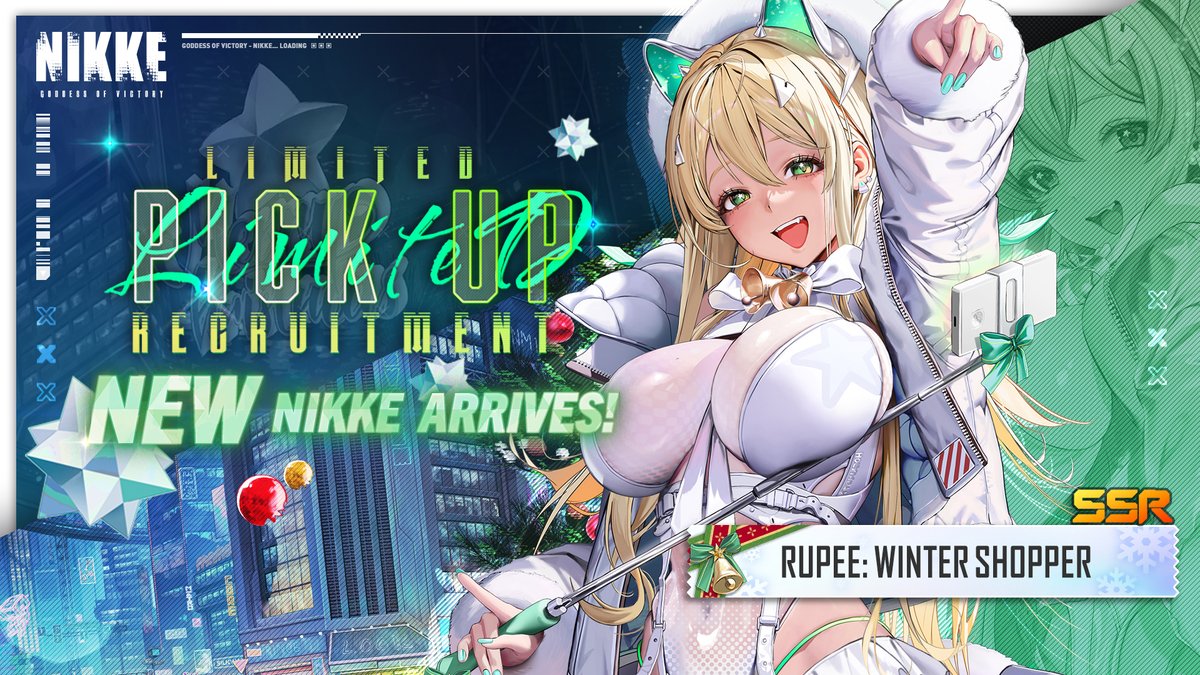 NIKKE
GODDESS OF VICTORY
GODDESS OF VICTORY - NIKKE... LOADING
LIMITED
PICK UP
Limited
RECRUITMENT
NEW NIKKE ARRIVES!
SSR
RUPEE: WINTER SHOPPER